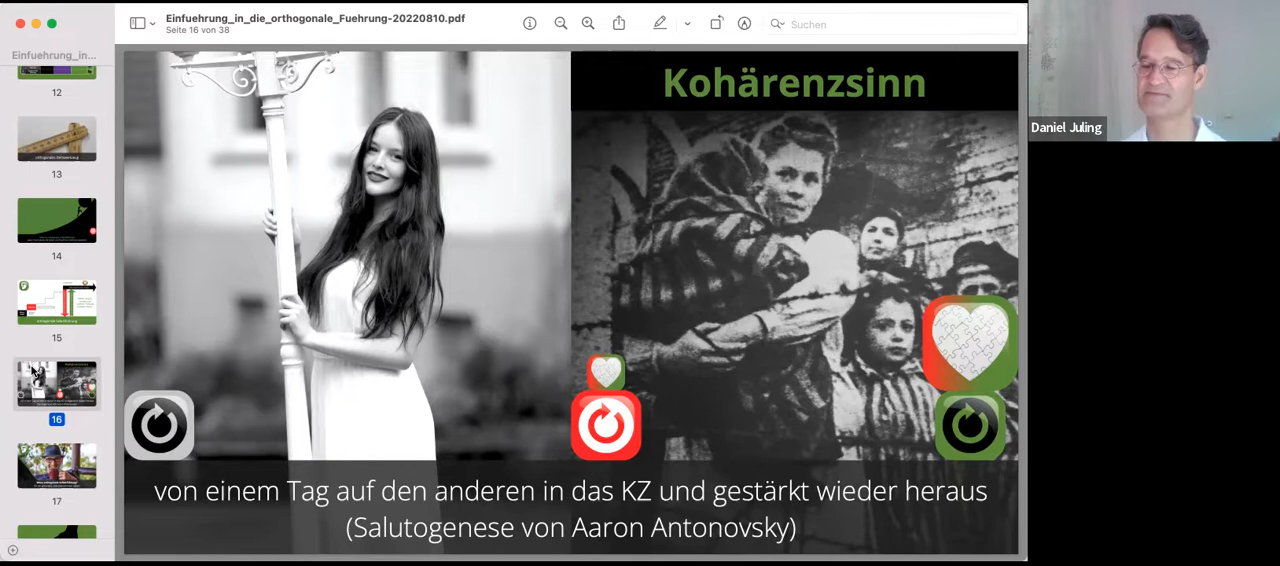 Einfuehrung_in_die_orthogonale_Fuehrung-20220810.pdf
Seite 16 von 38
Suchen
Einfuehrung_in...
12
13
14
15
16
17
Kohärenzsinn
von einem Tag auf den anderen in das KZ und gestärkt wieder heraus
(Salutogenese von Aaron Antonovsky)
Daniel Juling